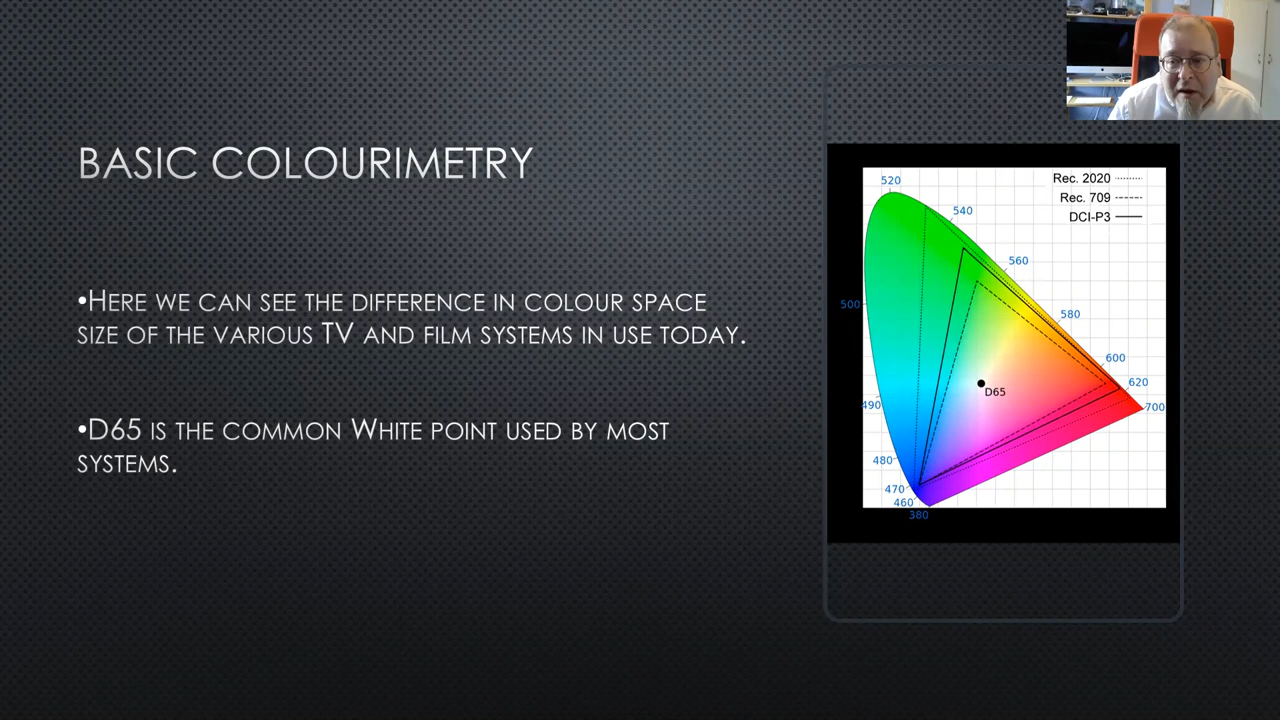 BASIC COLOURIMETRY
•HERE WE CAN SEE THE DIFFERENCE IN COLOUR SPACE
SIZE OF THE VARIOUS TV AND FILM SYSTEMS IN USE TODAY.
•D65 IS THE COMMON WHITE POINT USED BY MOST
SYSTEMS.
Rec. 2020
Rec. 709
DCI-P3
520
540
560
500
580
600
620
D65
490
700
480
470
460
380